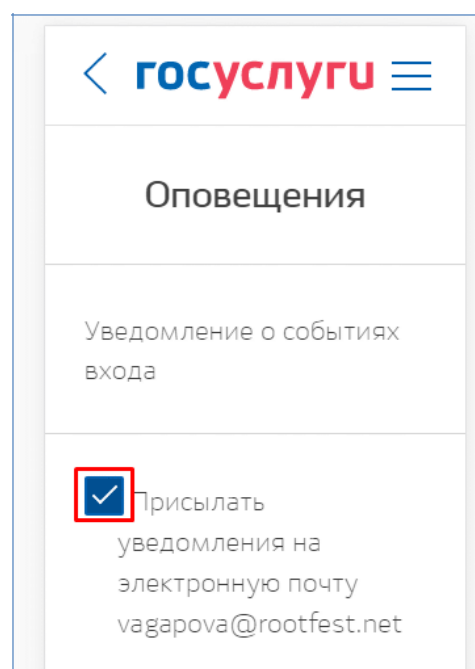 госуслуги
Оповещения
Уведомление о событиях
входа
Присылать
уведомления на
электронную почту
vagapova@rootfest.net